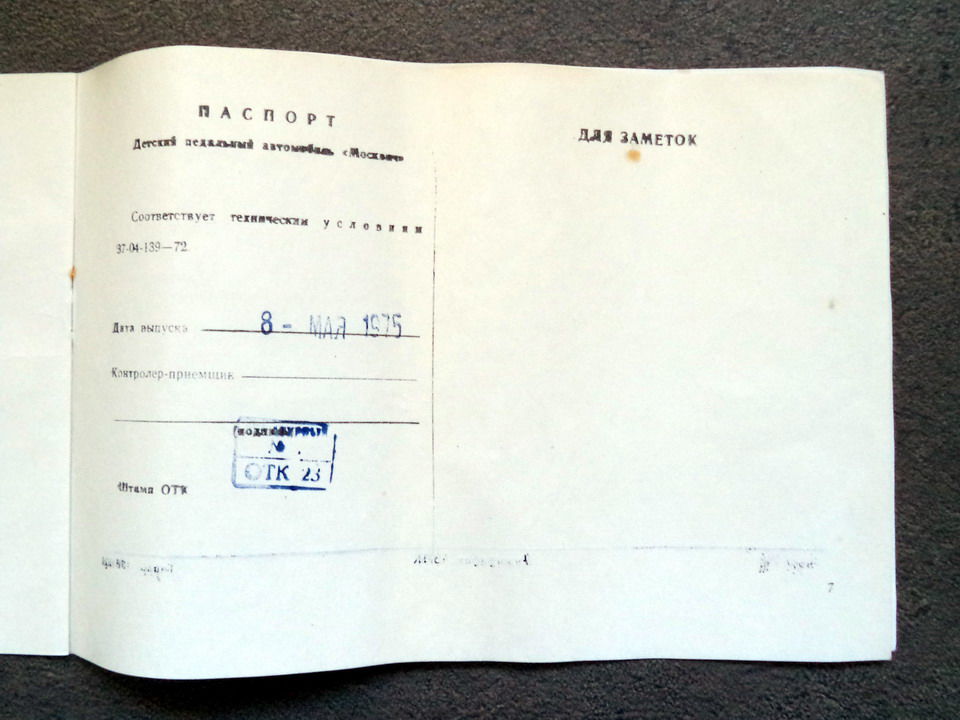 ПАСПОРТ
Детский педальный автомобиль «Москвич»
Соответствует техническим условиям
37-04-139—72.
Дата выпуска 8 - МАЯ 1975
Контролер-приемщик
№
ОТК 23
Штамп ОТК
ДЛЯ ЗАМЕТОК
7